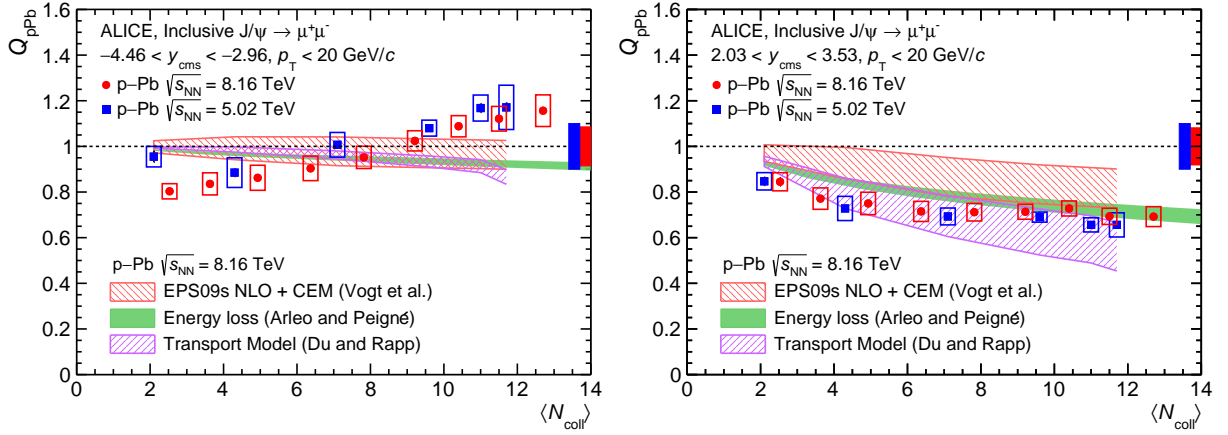 Q_pPb
1.6
1.4
1.2
1
0.8
0.6
0.4
0.2
0
ALICE, Inclusive J/ψ → μ⁺μ⁻
−4.46 < y_cms < −2.96, p_T < 20 GeV/c
p−Pb √s_NN = 8.16 TeV
p−Pb √s_NN = 5.02 TeV
p−Pb √s_NN = 8.16 TeV
EPS09s NLO + CEM (Vogt et al.)
Energy loss (Arleo and Peigné)
Transport Model (Du and Rapp)
0 2 4 6 8 10 12 14
⟨N_coll⟩
Q_pPb
1.6
1.4
1.2
1
0.8
0.6
0.4
0.2
0
ALICE, Inclusive J/ψ → μ⁺μ⁻
2.03 < y_cms < 3.53, p_T < 20 GeV/c
p−Pb √s_NN = 8.16 TeV
p−Pb √s_NN = 5.02 TeV
p−Pb √s_NN = 8.16 TeV
EPS09s NLO + CEM (Vogt et al.)
Energy loss (Arleo and Peigné)
Transport Model (Du and Rapp)
0 2 4 6 8 10 12 14
⟨N_coll⟩